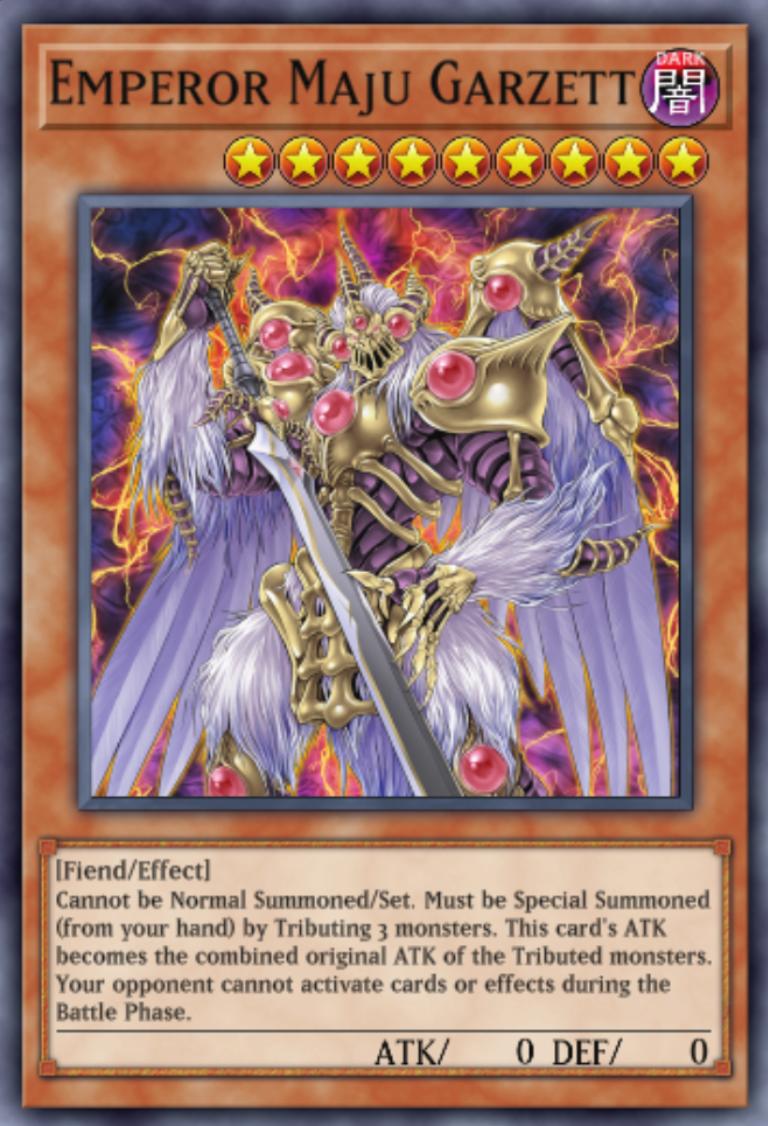 EMPEROR MAJU GARZETT
DARK
闇
[Fiend/Effect]
Cannot be Normal Summoned/Set. Must be Special Summoned
(from your hand) by Tributing 3 monsters. This card's ATK
becomes the combined original ATK of the Tributed monsters.
Your opponent cannot activate cards or effects during the
Battle Phase.
ATK/ 0 DEF/ 0